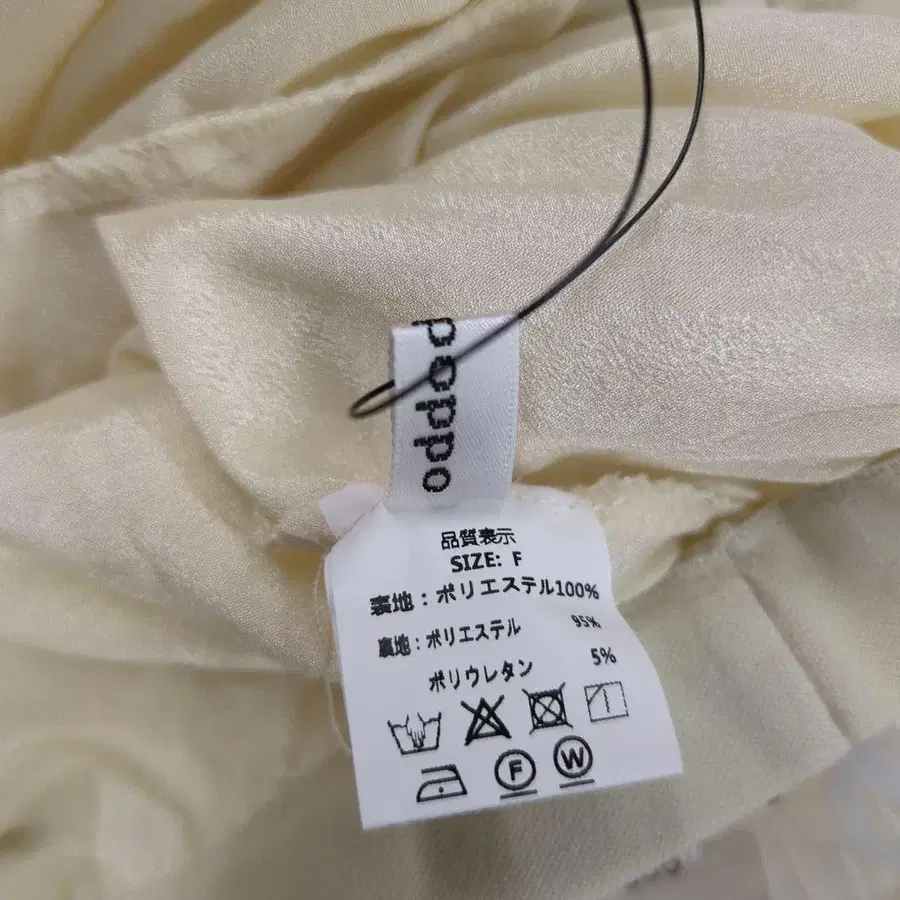 poppo
品質表示
SIZE: F
表地：ポリエステル100%
裏地：ポリエステル 95%
ポリウレタン 5%
F W